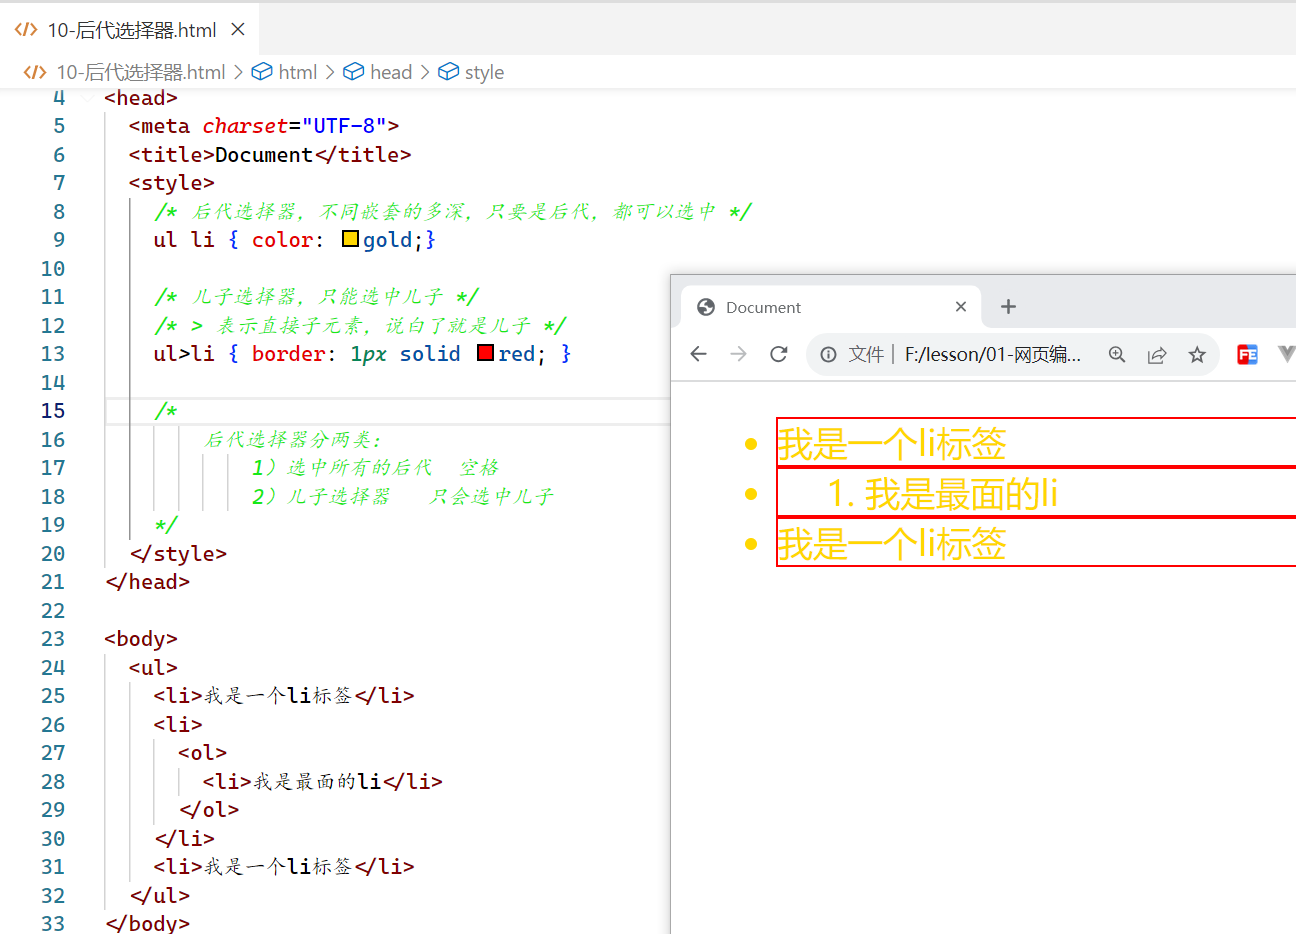 10-后代选择器.html
10-后代选择器.html > html > head > style
4 <head>
5 <meta charset="UTF-8">
6 <title>Document</title>
7 <style>
8 /* 后代选择器，不同嵌套的多深，只要是后代，都可以选中 */
9 ul li { color: gold;}
10
11 /* 儿子选择器，只能选中儿子 */
12 /* > 表示直接子元素，说白了就是儿子 */
13 ul>li { border: 1px solid red; }
14
15 /*
16 后代选择器分两类：
17 1）选中所有的后代 空格
18 2）儿子选择器 只会选中儿子
19 */
20 </style>
21 </head>
22
23 <body>
24 <ul>
25 <li>我是一个li标签</li>
26 <li>
27 <ol>
28 <li>我是最面的li</li>
29 </ol>
30 </li>
31 <li>我是一个li标签</li>
32 </ul>
33 </body>
Document
文件 | F:/lesson/01-网页编...
FE
我是一个li标签
1. 我是最面的li
我是一个li标签